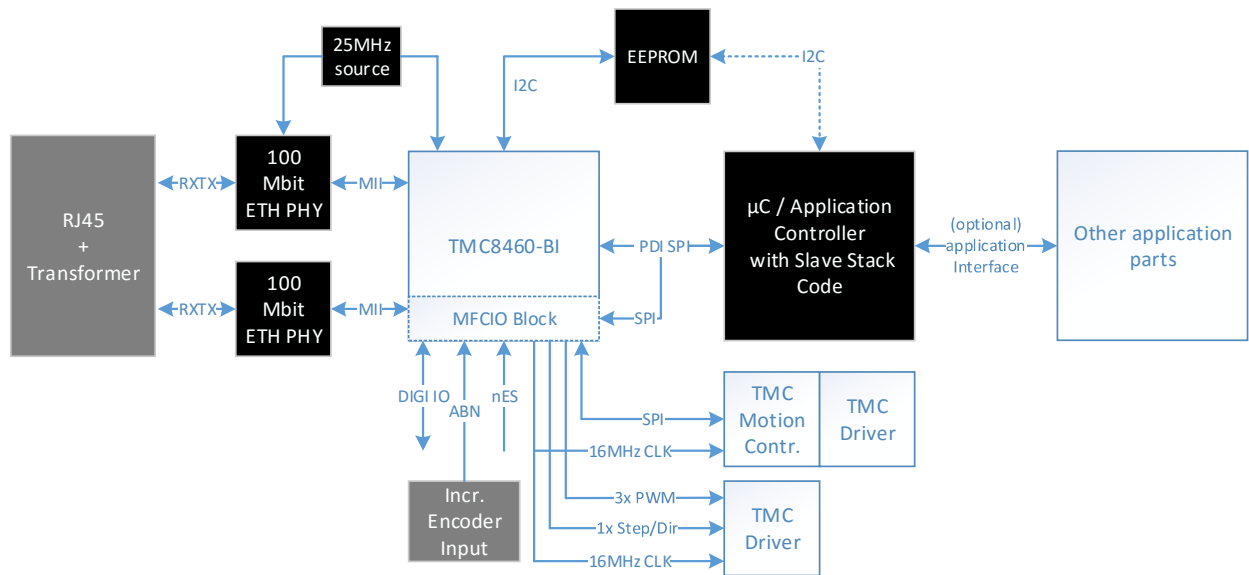 25MHz
source
EEPROM
I2C
I2C
RJ45
+
Transformer
RXTX
100
Mbit
ETH PHY
MII
TMC8460-BI
PDI SPI
µC / Application
Controller
with Slave Stack
Code
(optional)
application
Interface
Other application
parts
RXTX
100
Mbit
ETH PHY
MII
MFCIO Block
SPI
DIGI IO
ABN
nES
SPI
16MHz CLK
TMC
Motion
Contr.
TMC
Driver
Incr.
Encoder
Input
3x PWM
1x Step/Dir
16MHz CLK
TMC
Driver